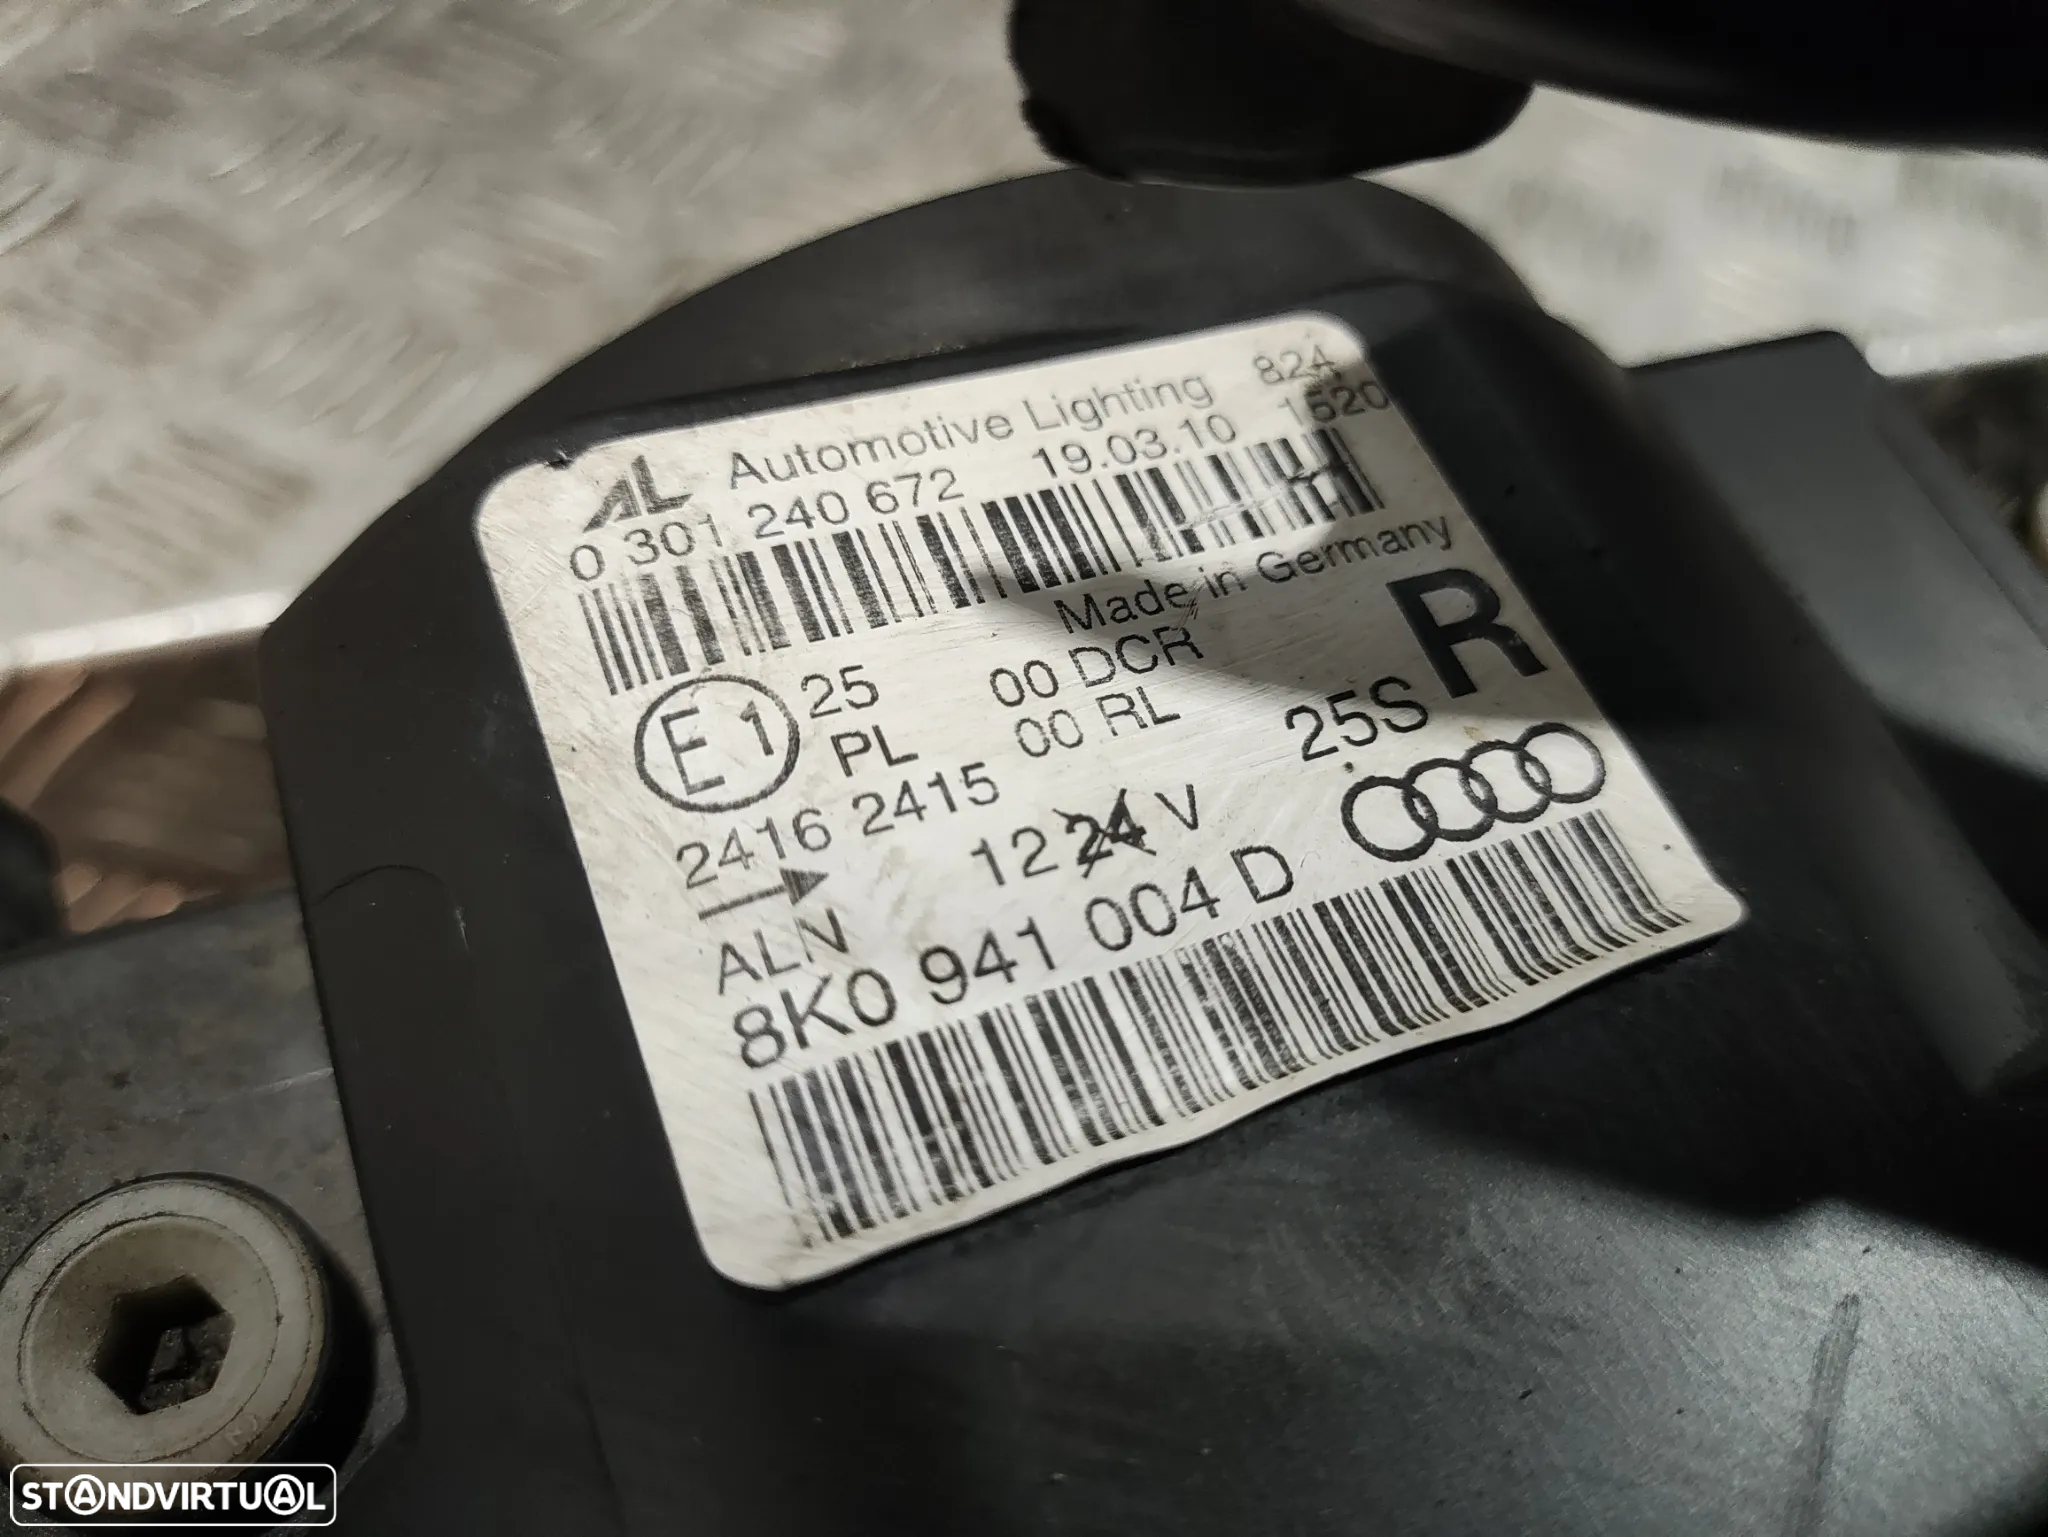 AL Automotive Lighting 824
0 301 240 672 19.03.10 1520
Made in Germany
E1 25 00 DCR R
PL 00 RL 25S
2416 2415
12 24 V
ALN
8K0 941 004 D
STANDVIRTUAL